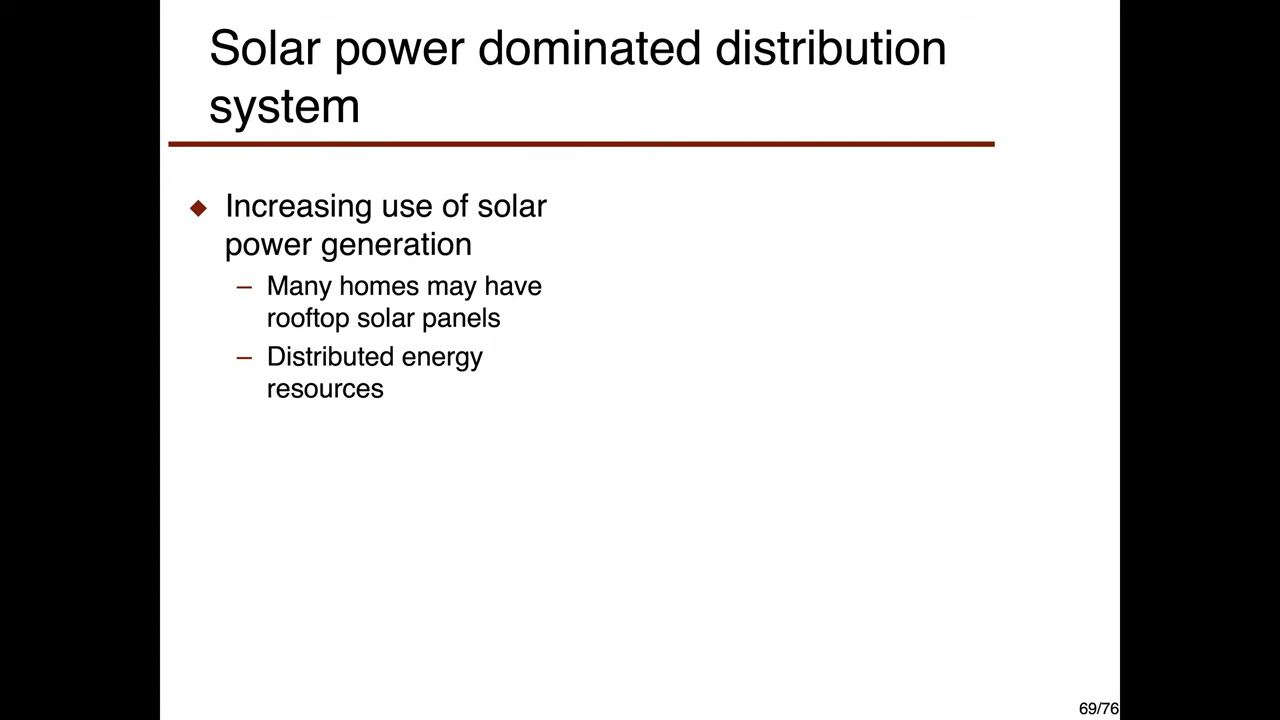 Solar power dominated distribution
system
◆ Increasing use of solar
power generation
– Many homes may have
rooftop solar panels
– Distributed energy
resources
69/76